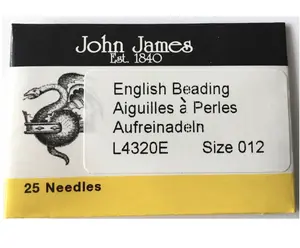 John James
Est. 1840
English Beading
Aiguilles à Perles
Aufreinadeln
L4320E Size 012
25 Needles